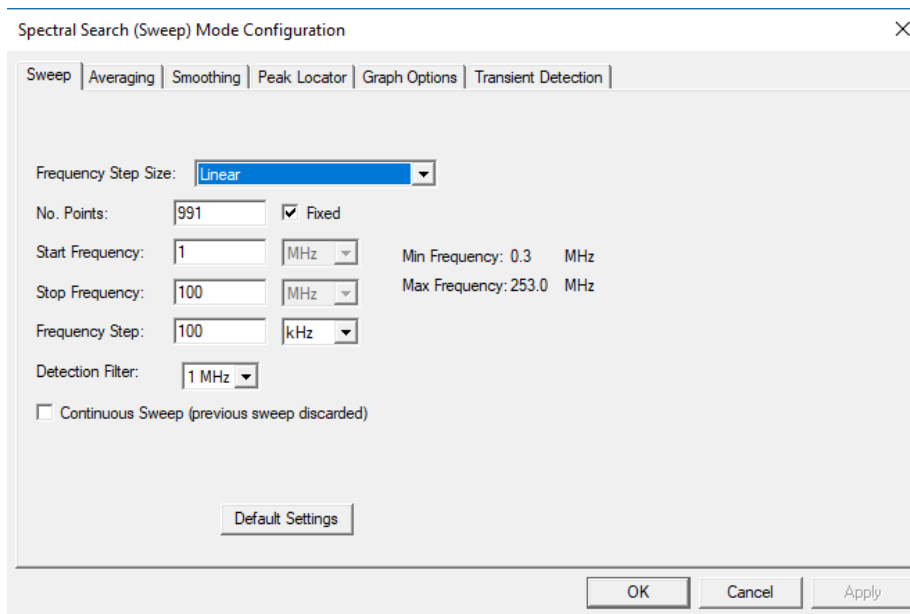 Spectral Search (Sweep) Mode Configuration
Sweep Averaging Smoothing Peak Locator Graph Options Transient Detection
Frequency Step Size: Linear
No. Points: 991 Fixed
Start Frequency: 1 MHz Min Frequency: 0.3 MHz
Stop Frequency: 100 MHz Max Frequency: 253.0 MHz
Frequency Step: 100 kHz
Detection Filter: 1 MHz
Continuous Sweep (previous sweep discarded)
Default Settings
OK Cancel Apply